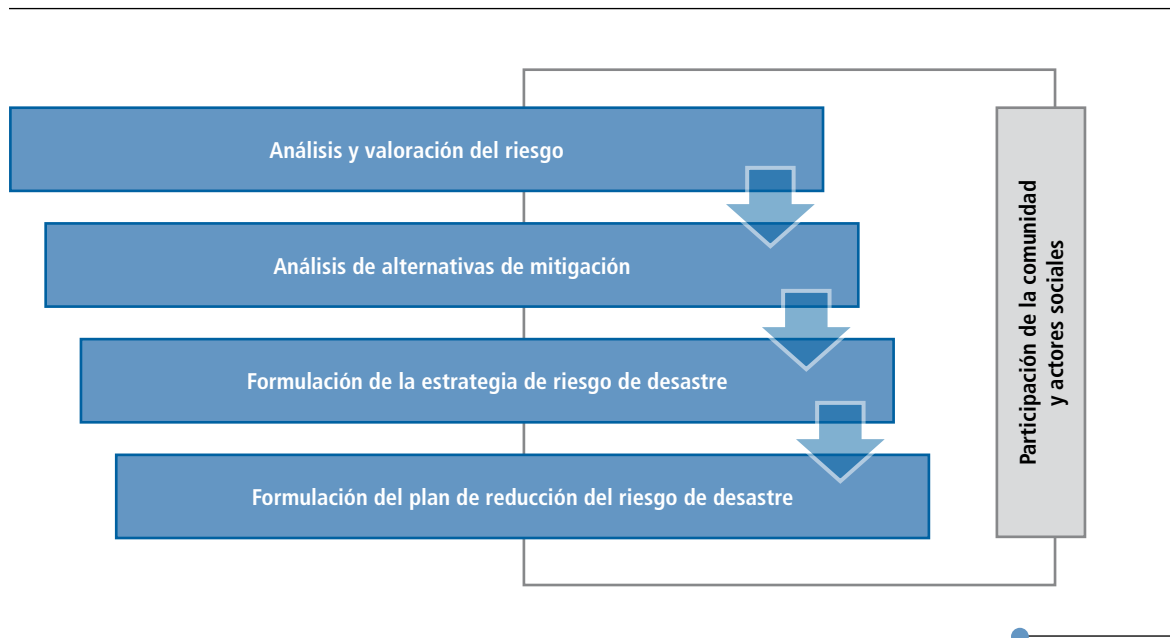 Análisis y valoración del riesgo
Análisis de alternativas de mitigación
Formulación de la estrategia de riesgo de desastre
Formulación del plan de reducción del riesgo de desastre
Participación de la comunidad
y actores sociales